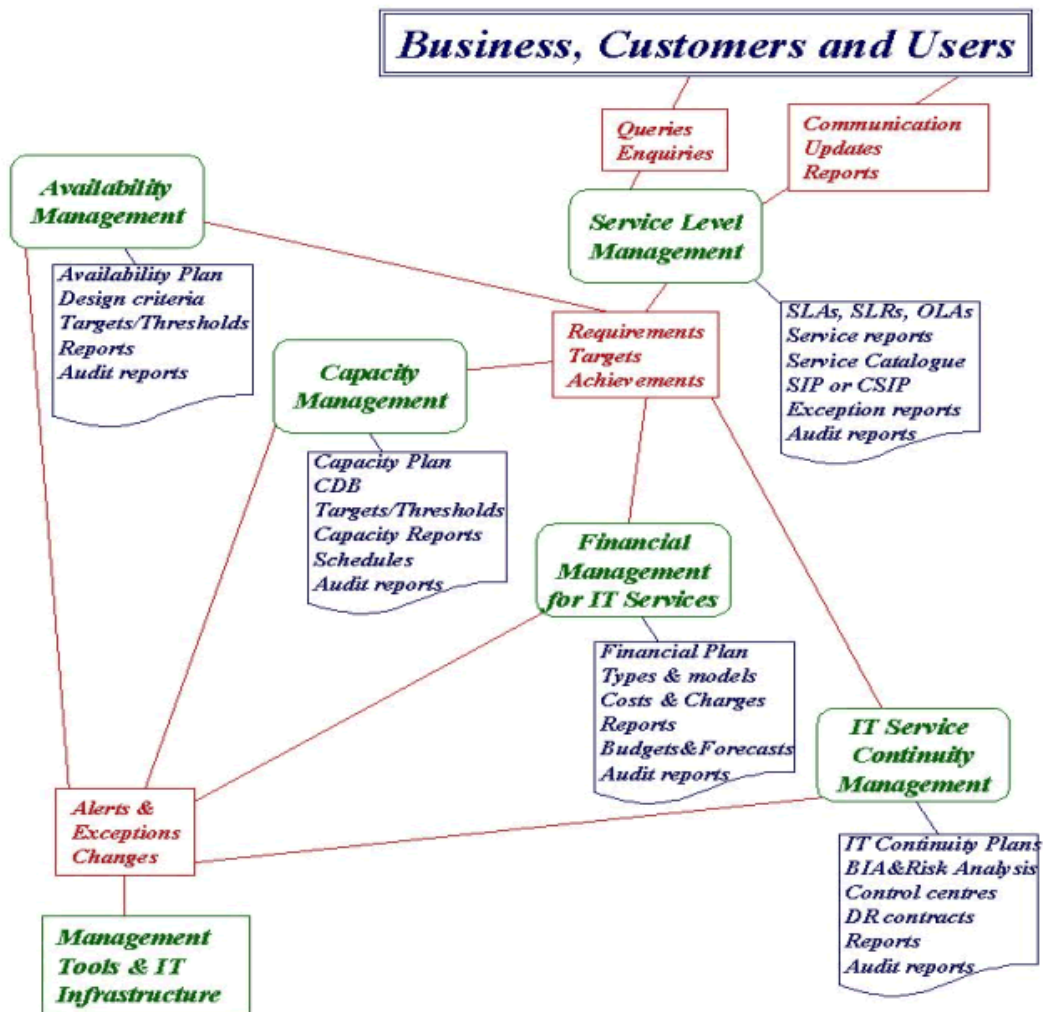 Business, Customers and Users
Queries
Enquiries
Communication
Updates
Reports
Availability
Management
Service Level
Management
Availability Plan
Design criteria
Targets/Thresholds
Reports
Audit reports
Requirements
Targets
Achievements
SLAs, SLRs, OLAs
Service reports
Service Catalogue
SIP or CSIP
Exception reports
Audit reports
Capacity
Management
Capacity Plan
CDB
Targets/Thresholds
Capacity Reports
Schedules
Audit reports
Financial
Management
for IT Services
Financial Plan
Types & models
Costs & Charges
Reports
Budgets&Forecasts
Audit reports
IT Service
Continuity
Management
IT Continuity Plans
BIA&Risk Analysis
Control centres
DR contracts
Reports
Audit reports
Alerts &
Exceptions
Changes
Management
Tools & IT
Infrastructure